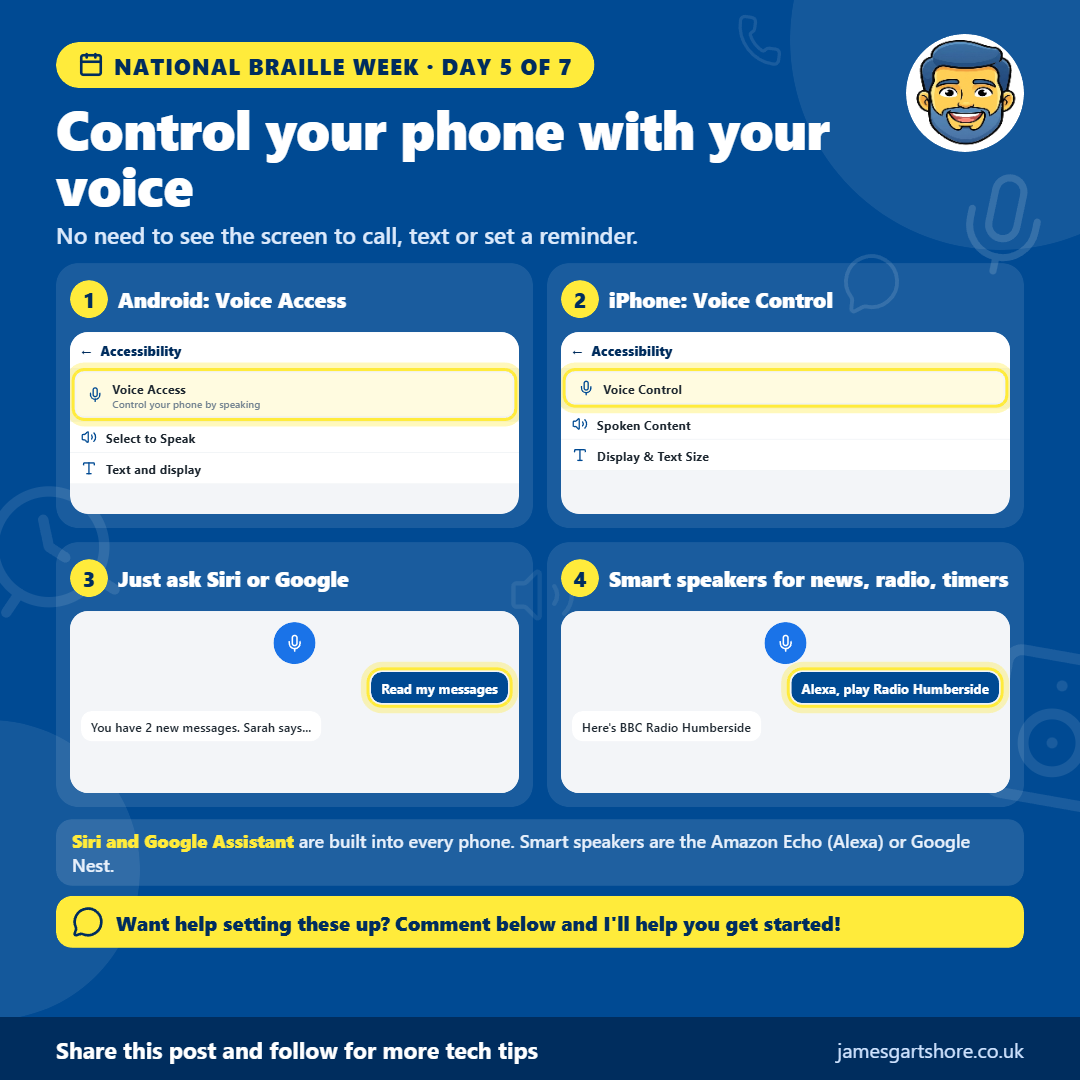 NATIONAL BRAILLE WEEK · DAY 5 OF 7
Control your phone with your
voice
No need to see the screen to call, text or set a reminder.
1 Android: Voice Access
← Accessibility
Voice Access
Control your phone by speaking
Select to Speak
Text and display
2 iPhone: Voice Control
← Accessibility
Voice Control
Spoken Content
Display & Text Size
3 Just ask Siri or Google
Read my messages
You have 2 new messages. Sarah says...
4 Smart speakers for news, radio, timers
Alexa, play Radio Humberside
Here's BBC Radio Humberside
Siri and Google Assistant are built into every phone. Smart speakers are the Amazon Echo (Alexa) or Google
Nest.
Want help setting these up? Comment below and I'll help you get started!
Share this post and follow for more tech tips
jamesgartshore.co.uk